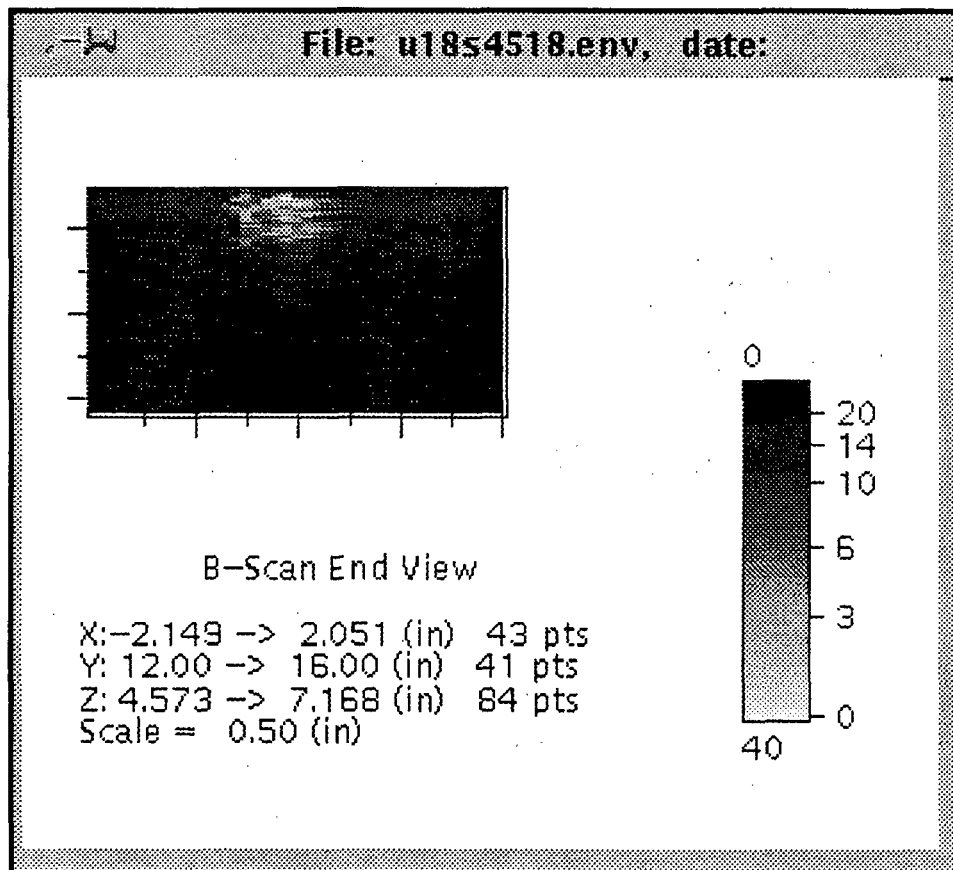 File: u18s4518.env, date:
0
20
14
10
6
3
0
40
B-Scan End View
X:-2.149 -> 2.051 (in) 43 pts
Y: 12.00 -> 16.00 (in) 41 pts
Z: 4.573 -> 7.168 (in) 84 pts
Scale = 0.50 (in)